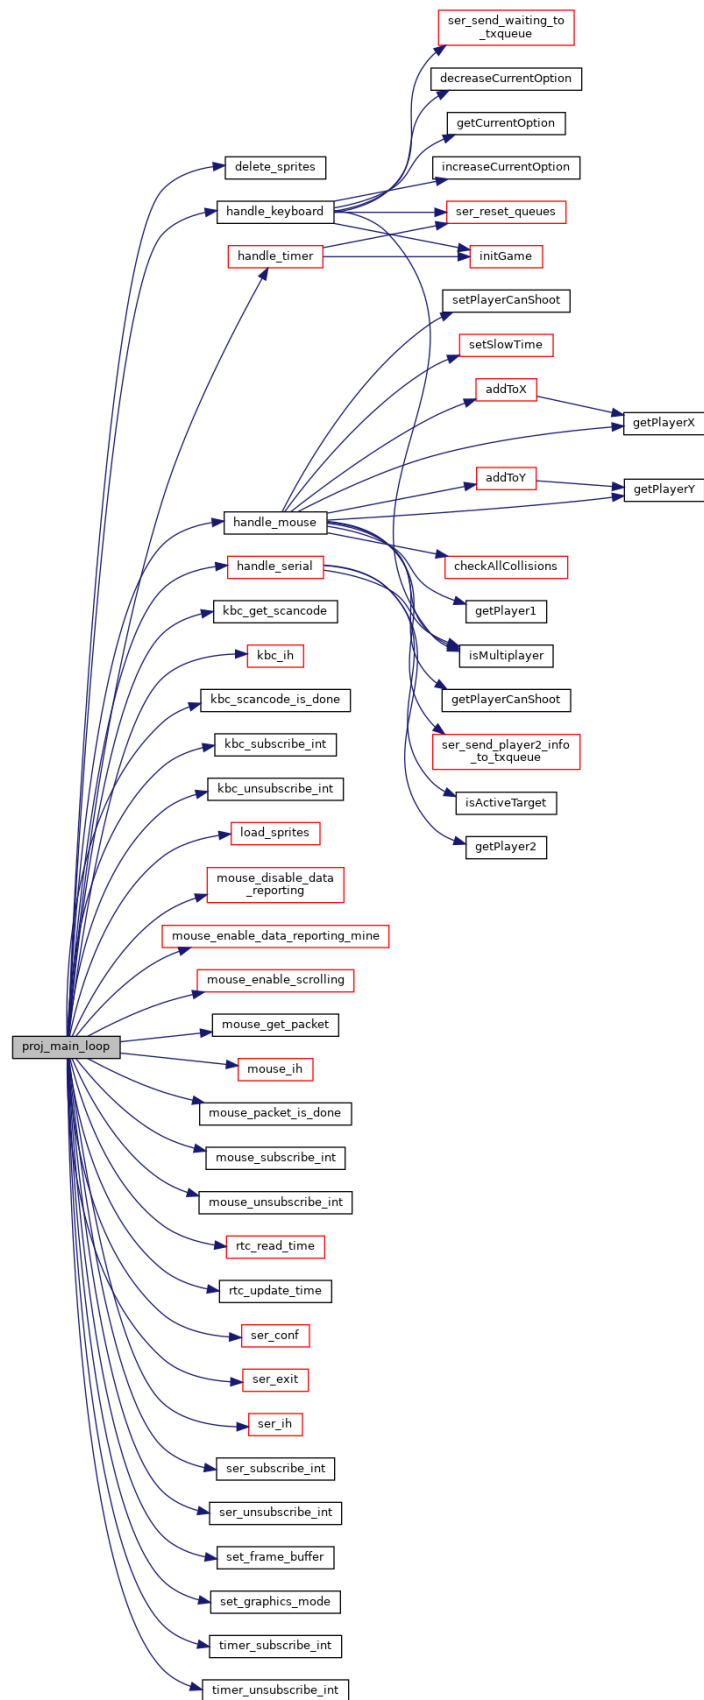 ser_send_waiting_to
_txqueue
decreaseCurrentOption
getCurrentOption
delete_sprites
increaseCurrentOption
handle_keyboard
ser_reset_queues
handle_timer
initGame
setPlayerCanShoot
setSlowTime
addToX
getPlayerX
addToY
getPlayerY
handle_mouse
handle_serial
checkAllCollisions
kbc_get_scancode
getPlayer1
kbc_ih
isMultiplayer
kbc_scancode_is_done
getPlayerCanShoot
kbc_subscribe_int
ser_send_player2_info
_to_txqueue
kbc_unsubscribe_int
isActiveTarget
load_sprites
getPlayer2
mouse_disable_data
_reporting
mouse_enable_data_reporting_mine
mouse_enable_scrolling
mouse_get_packet
proj_main_loop
mouse_ih
mouse_packet_is_done
mouse_subscribe_int
mouse_unsubscribe_int
rtc_read_time
rtc_update_time
ser_conf
ser_exit
ser_ih
ser_subscribe_int
ser_unsubscribe_int
set_frame_buffer
set_graphics_mode
timer_subscribe_int
timer_unsubscribe_int